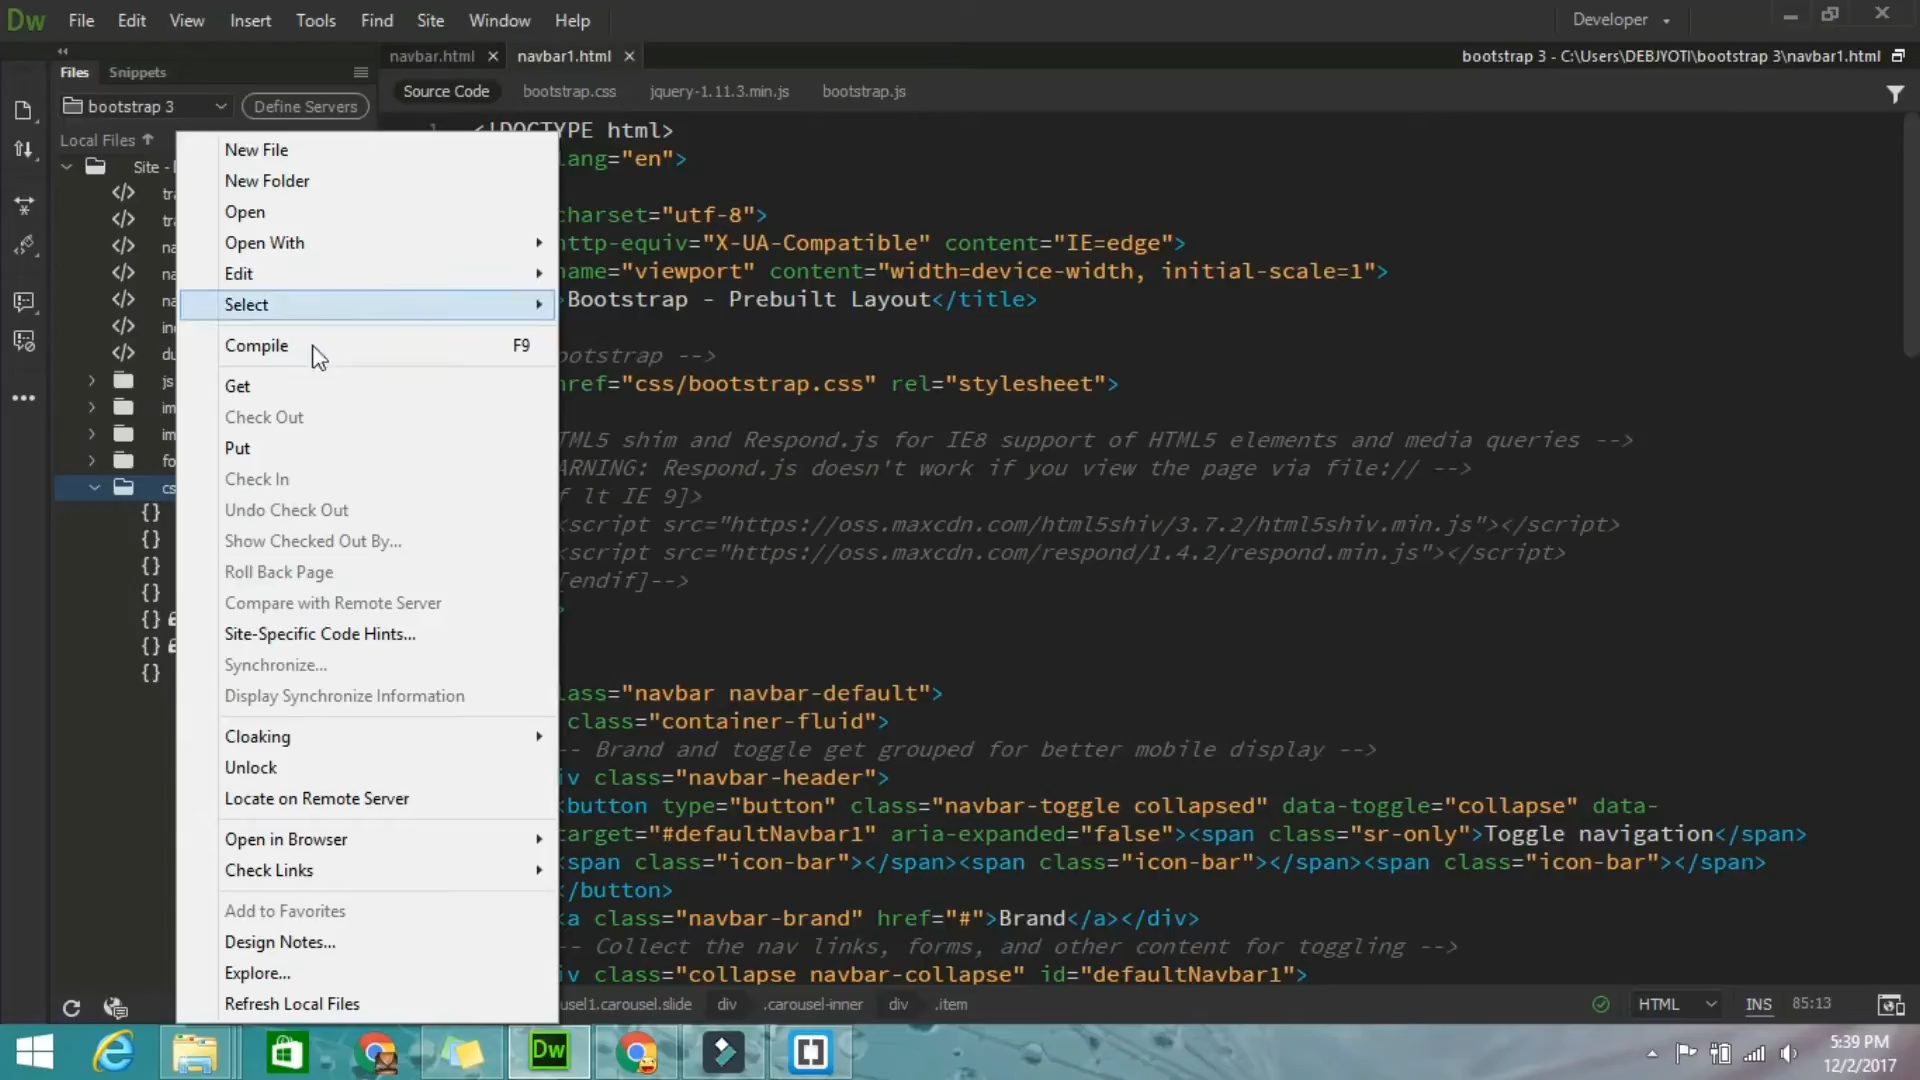 Dw File Edit View Insert Tools Find Site Window Help Developer
navbar.html navbar1.html bootstrap 3 - C:\Users\DEBJYOTI\bootstrap 3\navbar1.html
Files Snippets
Source Code bootstrap.css jquery-1.11.3.min.js bootstrap.js
bootstrap 3 Define Servers
Local Files
Site -
New File
New Folder
Open
Open With
Edit
Select
Compile F9
Get
Check Out
Put
Check In
Undo Check Out
Show Checked Out By...
Roll Back Page
Compare with Remote Server
Site-Specific Code Hints...
Synchronize...
Display Synchronize Information
Cloaking
Unlock
Locate on Remote Server
Open in Browser
Check Links
Add to Favorites
Design Notes...
Explore...
Refresh Local Files
1 <!DOCTYPE html>
lang="en">
charset="utf-8">
http-equiv="X-UA-Compatible" content="IE=edge">
name="viewport" content="width=device-width, initial-scale=1">
>Bootstrap - Prebuilt Layout</title>
ootstrap -->
href="css/bootstrap.css" rel="stylesheet">
TML5 shim and Respond.js for IE8 support of HTML5 elements and media queries -->
ARNING: Respond.js doesn't work if you view the page via file:// -->
f lt IE 9]>
<script src="https://oss.maxcdn.com/html5shiv/3.7.2/html5shiv.min.js"></script>
<script src="https://oss.maxcdn.com/respond/1.4.2/respond.min.js"></script>
[endif]-->
>
lass="navbar navbar-default">
class="container-fluid">
-- Brand and toggle get grouped for better mobile display -->
iv class="navbar-header">
<button type="button" class="navbar-toggle collapsed" data-toggle="collapse" data-
target="#defaultNavbar1" aria-expanded="false"><span class="sr-only">Toggle navigation</span>
<span class="icon-bar"></span><span class="icon-bar"></span><span class="icon-bar"></span>
</button>
<a class="navbar-brand" href="#">Brand</a></div>
-- Collect the nav links, forms, and other content for toggling -->
iv class="collapse navbar-collapse" id="defaultNavbar1">
usel1.carousel.slide div .carousel-inner div .item HTML INS 85:13
Dw
5:39 PM
12/2/2017